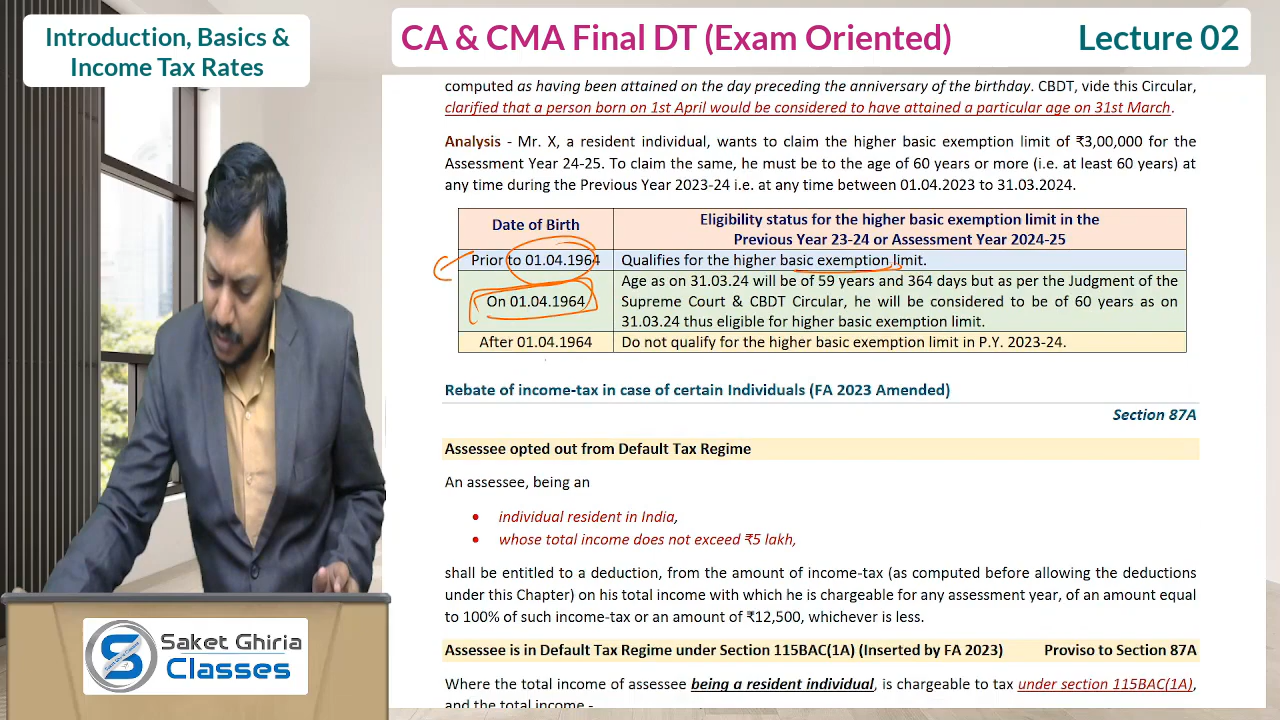 Introduction, Basics &
Income Tax Rates
CA & CMA Final DT (Exam Oriented)
Lecture 02
computed as having been attained on the day preceding the anniversary of the birthday. CBDT, vide this Circular,
clarified that a person born on 1st April would be considered to have attained a particular age on 31st March.
Analysis - Mr. X, a resident individual, wants to claim the higher basic exemption limit of ₹3,00,000 for the
Assessment Year 24-25. To claim the same, he must be to the age of 60 years or more (i.e. at least 60 years) at
any time during the Previous Year 2023-24 i.e. at any time between 01.04.2023 to 31.03.2024.
Date of Birth
Eligibility status for the higher basic exemption limit in the
Previous Year 23-24 or Assessment Year 2024-25
Prior to 01.04.1964
Qualifies for the higher basic exemption limit.
On 01.04.1964
Age as on 31.03.24 will be of 59 years and 364 days but as per the Judgment of the
Supreme Court & CBDT Circular, he will be considered to be of 60 years as on
31.03.24 thus eligible for higher basic exemption limit.
After 01.04.1964
Do not qualify for the higher basic exemption limit in P.Y. 2023-24.
Rebate of income-tax in case of certain Individuals (FA 2023 Amended)
Section 87A
Assessee opted out from Default Tax Regime
An assessee, being an
• individual resident in India,
• whose total income does not exceed ₹5 lakh,
shall be entitled to a deduction, from the amount of income-tax (as computed before allowing the deductions
under this Chapter) on his total income with which he is chargeable for any assessment year, of an amount equal
to 100% of such income-tax or an amount of ₹12,500, whichever is less.
Assessee is in Default Tax Regime under Section 115BAC(1A) (Inserted by FA 2023) Proviso to Section 87A
Where the total income of assessee being a resident individual, is chargeable to tax under section 115BAC(1A),
and the total income -
Saket Ghiria
Classes